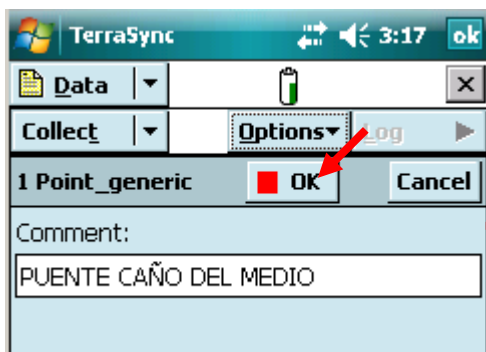 TerraSync 3:17 ok
Data
Collect Options Log
1 Point_generic OK Cancel
Comment:
PUENTE CAÑO DEL MEDIO